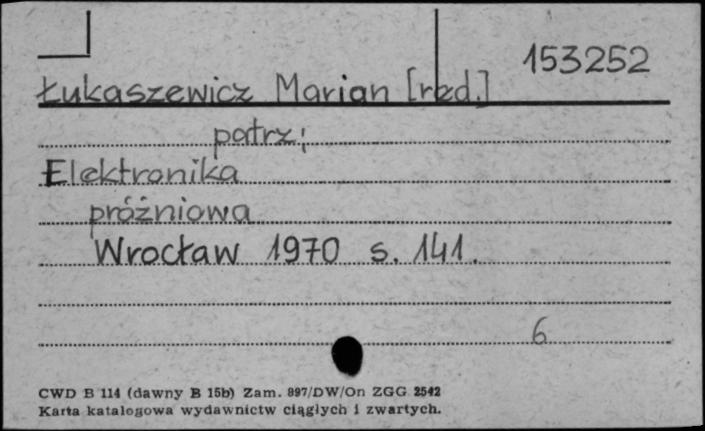 153252
Łukaszewicz Marian [red.]
patrz:
Elektronika
próżniowa
Wrocław 1970 s. 141.
6
CWD B 114 (dawny B 15b) Zam. 897/DW/On ZGG 2542
Karta katalogowa wydawnictw ciągłych i zwartych.